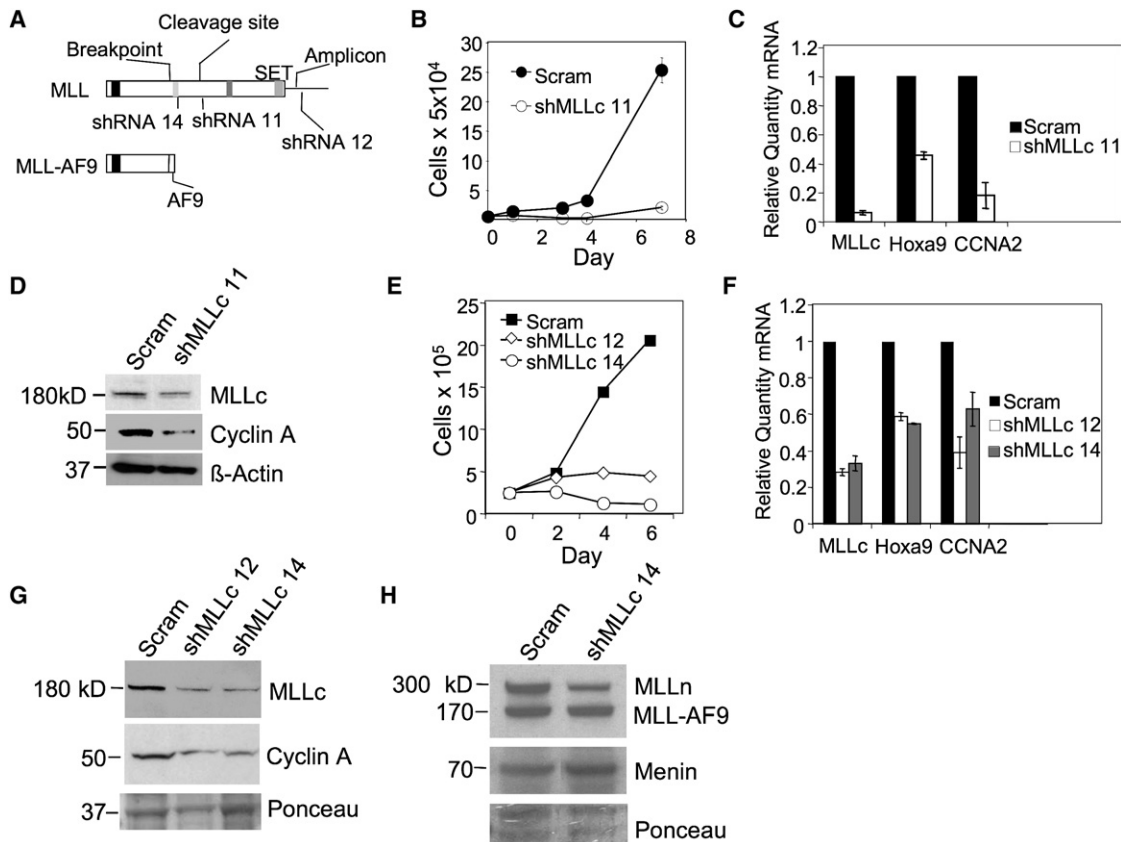 A
Cleavage site
Breakpoint
Amplicon
SET
MLL
shRNA 14
shRNA 11
shRNA 12
MLL-AF9
AF9
B
30
25
20
15
10
5
0
Cells x 5x10⁴
Scram
shMLLc 11
0 2 4 6 8
Day
C
1.2
1
0.8
0.6
0.4
0.2
0
Relative Quantity mRNA
Scram
shMLLc 11
MLLc Hoxa9 CCNA2
D
Scram
shMLLc 11
180kD MLLc
50 Cyclin A
37 ß-Actin
E
25
20
15
10
5
0
Cells x 10⁵
Scram
shMLLc 12
shMLLc 14
0 2 4 6
Day
F
1.2
1
0.8
0.6
0.4
0.2
0
Relative Quantity mRNA
Scram
shMLLc 12
shMLLc 14
MLLc Hoxa9 CCNA2
G
Scram
shMLLc 12
shMLLc 14
180 kD MLLc
50 Cyclin A
37 Ponceau
H
Scram
shMLLc 14
300 kD MLLn
170 MLL-AF9
70 Menin
Ponceau